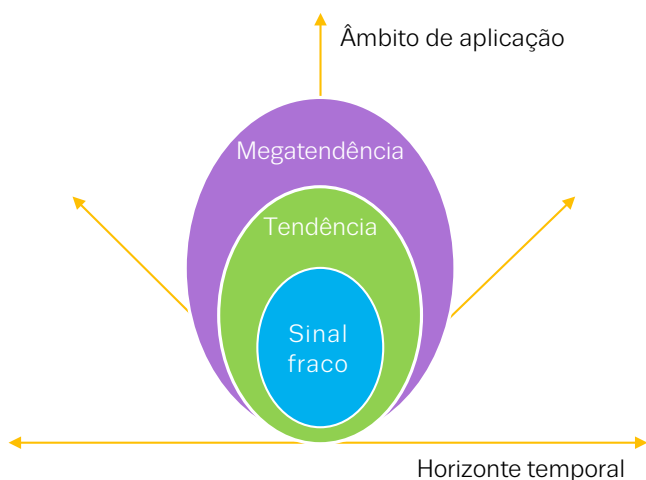 Âmbito de aplicação
Megatendência
Tendência
Sinal
fraco
Horizonte temporal